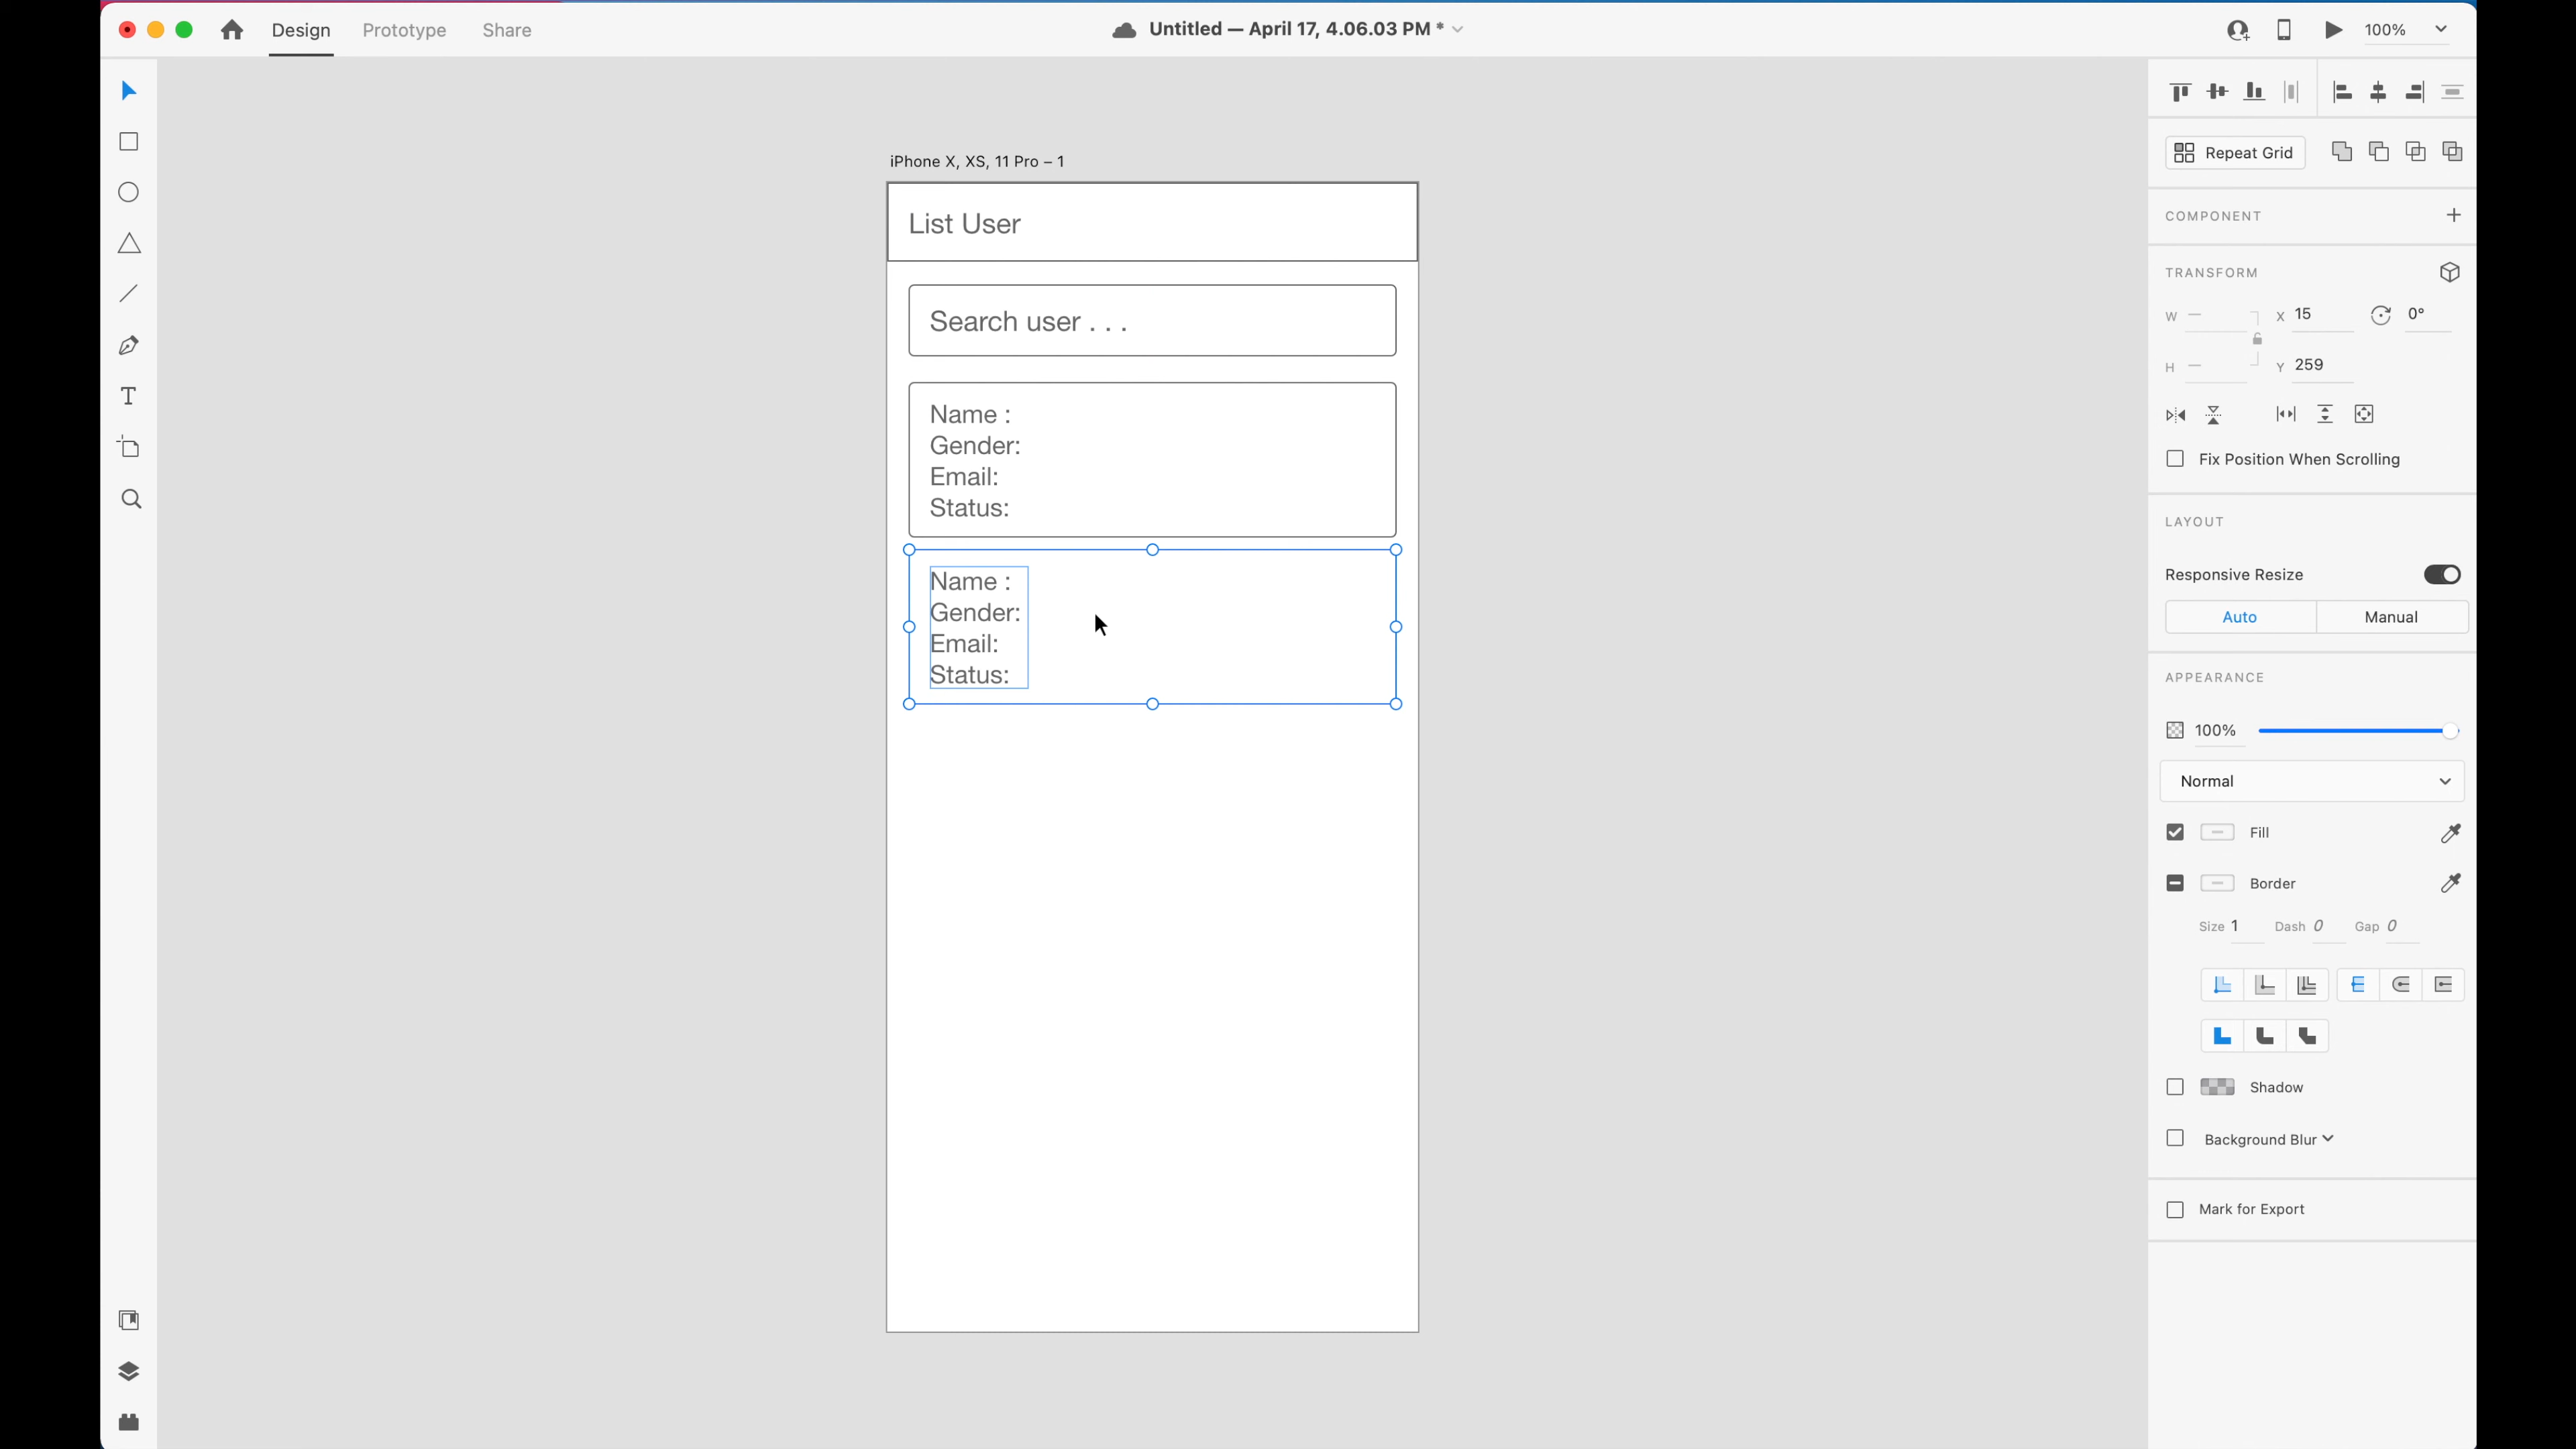 Design Prototype Share
Untitled — April 17, 4.06.03 PM *
100%
iPhone X, XS, 11 Pro – 1
List User
Search user . . .
Name :
Gender:
Email:
Status:
Name :
Gender:
Email:
Status:
T
Repeat Grid
COMPONENT
TRANSFORM
W — X 15 0°
H — Y 259
Fix Position When Scrolling
LAYOUT
Responsive Resize
Auto Manual
APPEARANCE
100%
Normal
Fill
Border
Size 1 Dash 0 Gap 0
Shadow
Background Blur
Mark for Export